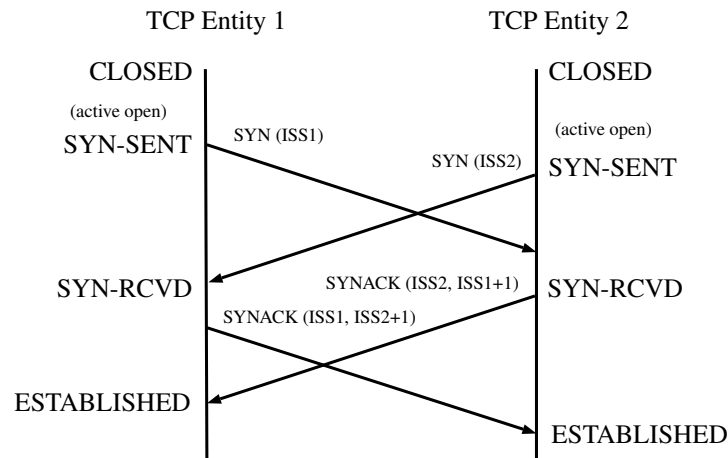 TCP Entity 1
TCP Entity 2
CLOSED
CLOSED
(active open)
SYN (ISS1)
(active open)
SYN-SENT
SYN (ISS2)
SYN-SENT
SYN-RCVD
SYNACK (ISS2, ISS1+1)
SYN-RCVD
SYNACK (ISS1, ISS2+1)
ESTABLISHED
ESTABLISHED